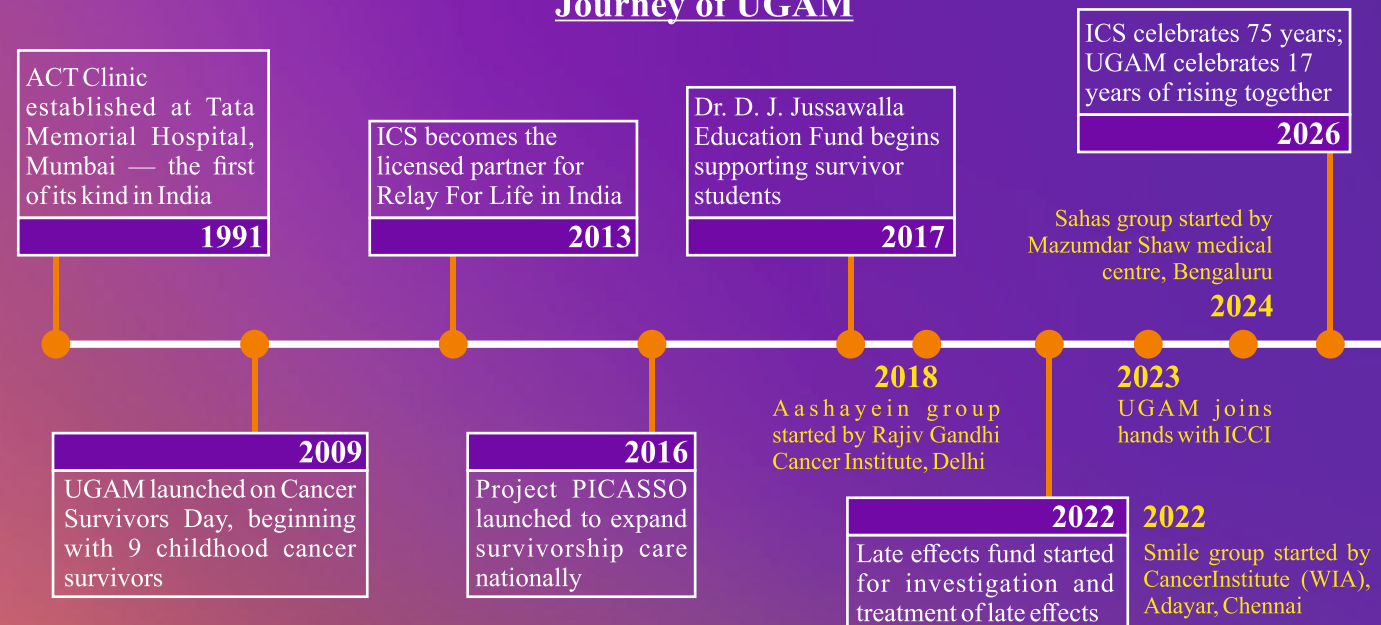 Journey of UGAM
ACT Clinic
established at Tata
Memorial Hospital,
Mumbai — the first
of its kind in India
1991
2009
UGAM launched on Cancer
Survivors Day, beginning
with 9 childhood cancer
survivors
ICS becomes the
licensed partner for
Relay For Life in India
2013
2016
Project PICASSO
launched to expand
survivorship care
nationally
Dr. D. J. Jussawalla
Education Fund begins
supporting survivor
students
2017
2018
Aashayein group
started by Rajiv Gandhi
Cancer Institute, Delhi
2022
Late effects fund started
for investigation and
treatment of late effects
2022
Smile group started by
CancerInstitute (WIA),
Adayar, Chennai
2023
UGAM joins
hands with ICCI
Sahas group started by
Mazumdar Shaw medical
centre, Bengaluru
2024
ICS celebrates 75 years;
UGAM celebrates 17
years of rising together
2026